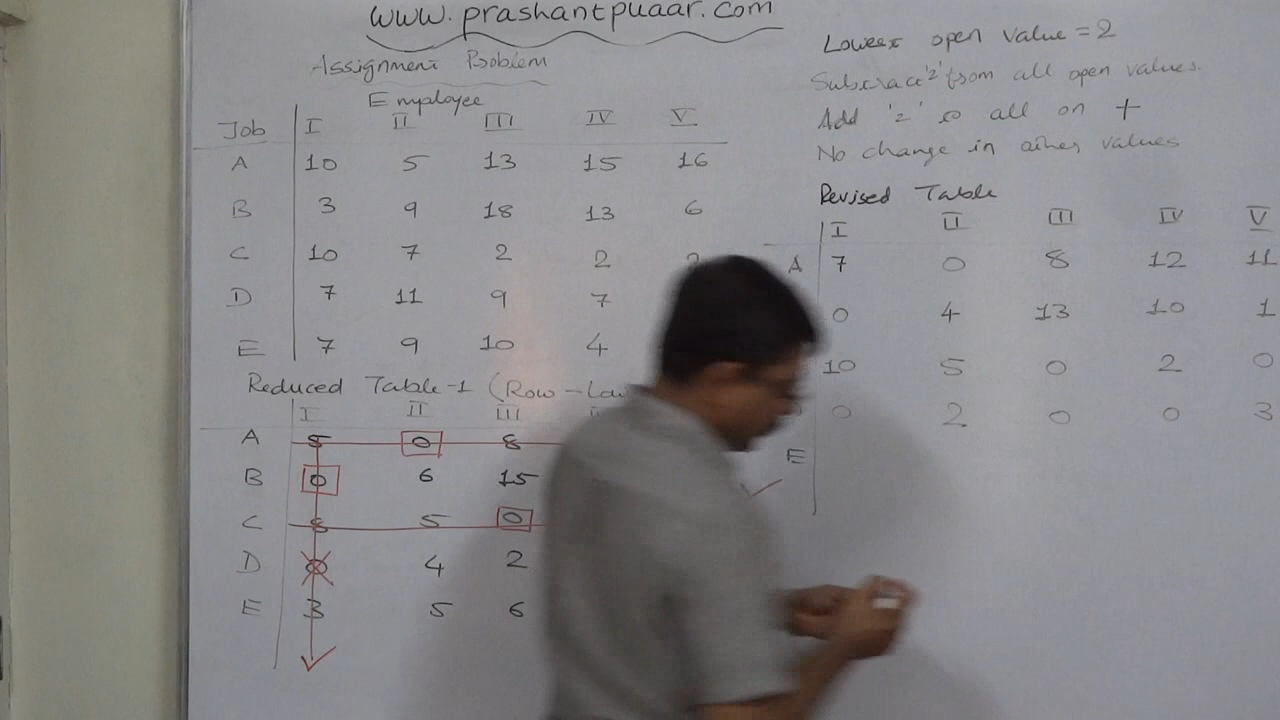 www.prashantpuaar.com
Assignment Problem
Employee
Job I II III IV V
A 10 5 13 15 16
B 3 9 18 13 6
C 10 7 2 2
D 7 11 9 7
E 7 9 10 4
Reduced Table-1 (Row-Low
I II III
A 5 0 8
B 0 6 15
C 8 5 0
D 0 4 2
E 3 5 6
Lowest open value = 2
Subtract '2' from all open values.
Add '2' to all on +
No change in other values
Revised Table
I II III IV V
A 7 0 8 12 11
0 4 13 10 1
10 5 0 2 0
0 2 0 0 3
E